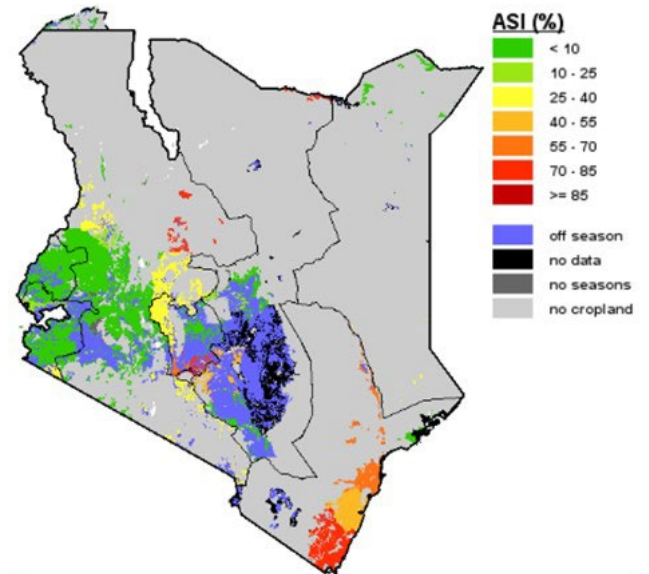 ASI (%)
< 10
10 - 25
25 - 40
40 - 55
55 - 70
70 - 85
>= 85
off season
no data
no seasons
no cropland